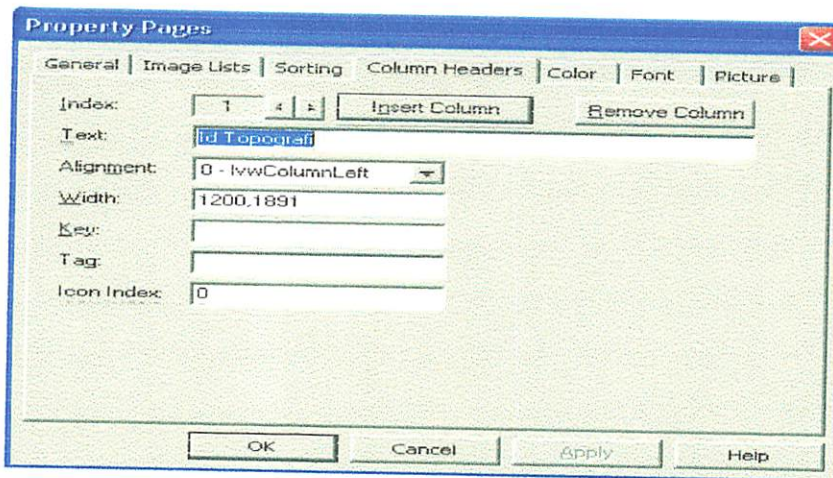 Property Pages
General | Image Lists | Sorting | Column Headers | Color | Font | Picture
Index: 1 Insert Column Remove Column
Text: Id Topografi
Alignment: 0 - lvwColumnLeft
Width: 1200,1891
Key:
Tag:
Icon Index: 0
OK Cancel Apply Help